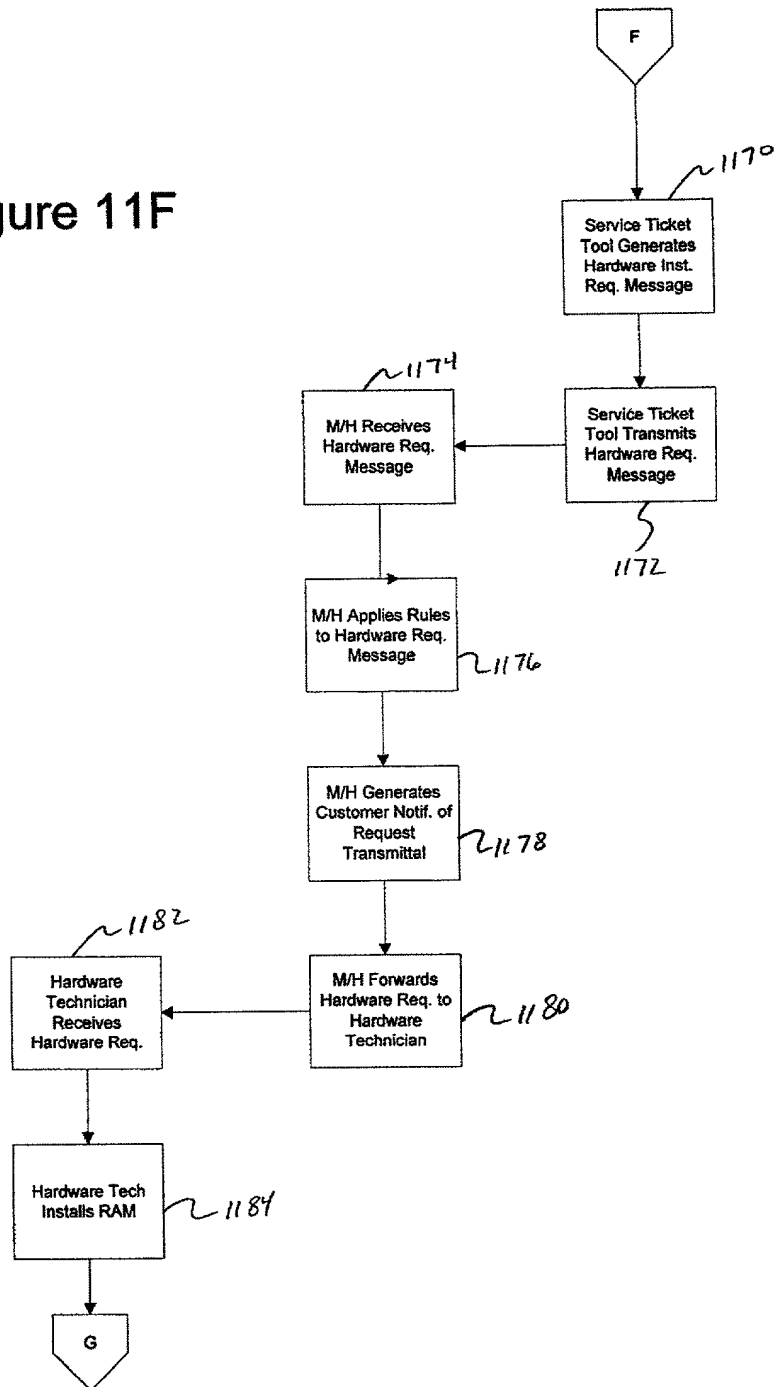 F
1170
gure 11F
Service Ticket
Tool Generates
Hardware Inst.
Req. Message
1174
M/H Receives
Hardware Req.
Message
Service Ticket
Tool Transmits
Hardware Req.
Message
1172
M/H Applies Rules
to Hardware Req.
Message
1176
M/H Generates
Customer Notif. of
Request
Transmittal
1178
1182
Hardware
Technician
Receives
Hardware Req.
M/H Forwards
Hardware Req. to
Hardware
Technician
1180
Hardware Tech
Installs RAM
1184
G